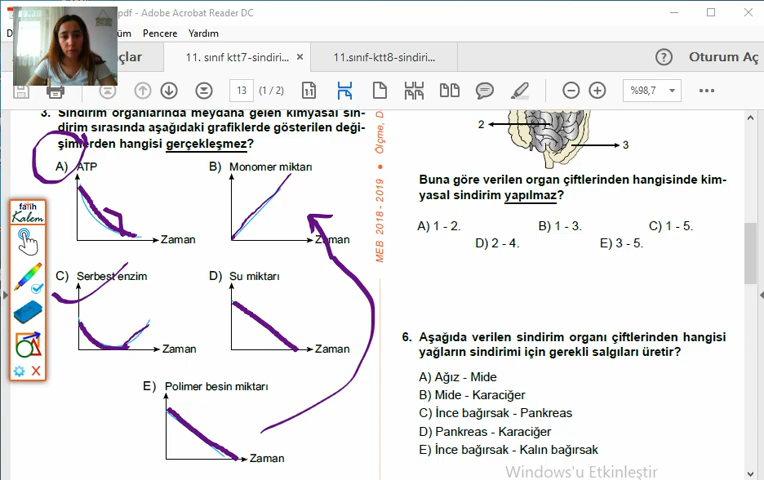 .pdf - Adobe Acrobat Reader DC
üm Pencere Yardım
çlar 11. sınıf ktt7-sindiri... × 11.sınıf-ktt8-sindiri... ? Oturum Aç
13 (1 / 2) %98,7
3. Sindirim organlarında meydana gelen kimyasal sin-
dirim sırasında aşağıdaki grafiklerde gösterilen deği-
şimlerden hangisi gerçekleşmez?
A) ATP
Zaman
B) Monomer miktarı
Zaman
C) Serbest enzim
Zaman
D) Su miktarı
Zaman
E) Polimer besin miktarı
Zaman
fatih
Kalem
MEB 2018 - 2019 • Ölçme, D
2
3
Buna göre verilen organ çiftlerinden hangisinde kim-
yasal sindirim yapılmaz?
A) 1 - 2. B) 1 - 3. C) 1 - 5.
D) 2 - 4. E) 3 - 5.
6. Aşağıda verilen sindirim organı çiftlerinden hangisi
yağların sindirimi için gerekli salgıları üretir?
A) Ağız - Mide
B) Mide - Karaciğer
C) İnce bağırsak - Pankreas
D) Pankreas - Karaciğer
E) İnce bağırsak - Kalın bağırsak
Windows'u Etkinleştir